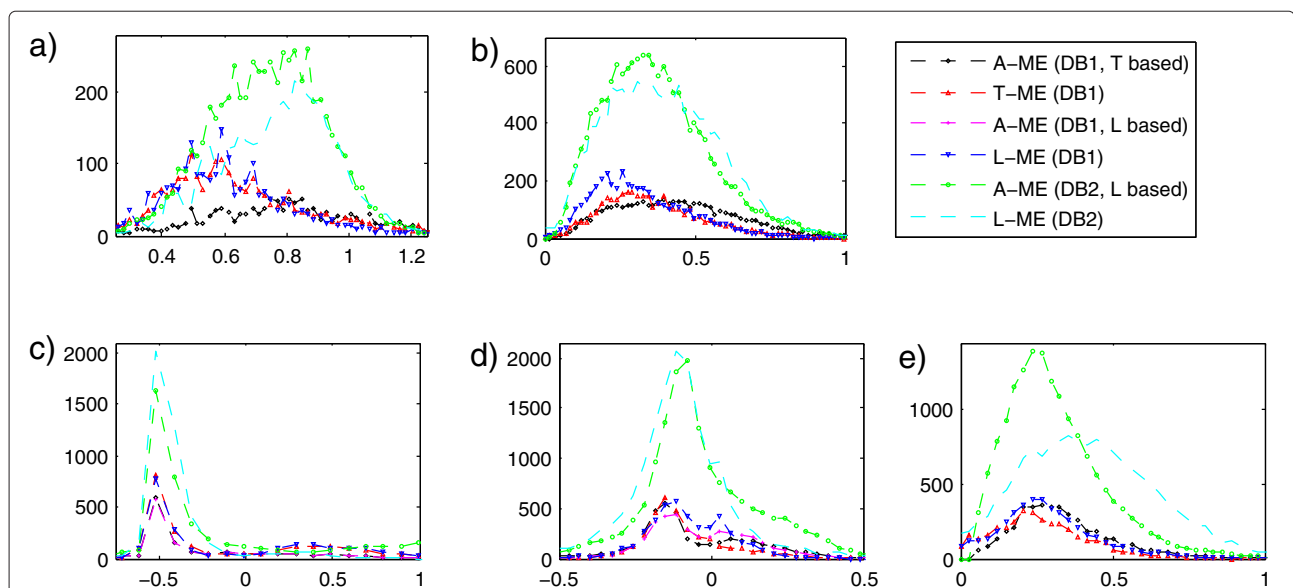 a)
200
100
0
0.4 0.6 0.8 1 1.2
b)
600
400
200
0
0 0.5 1
A−ME (DB1, T based)
T−ME (DB1)
A−ME (DB1, L based)
L−ME (DB1)
A−ME (DB2, L based)
L−ME (DB2)
c)
2000
1500
1000
500
0
−0.5 0 0.5 1
d)
2000
1500
1000
500
0
−0.5 0 0.5
e)
1000
500
0
0 0.5 1